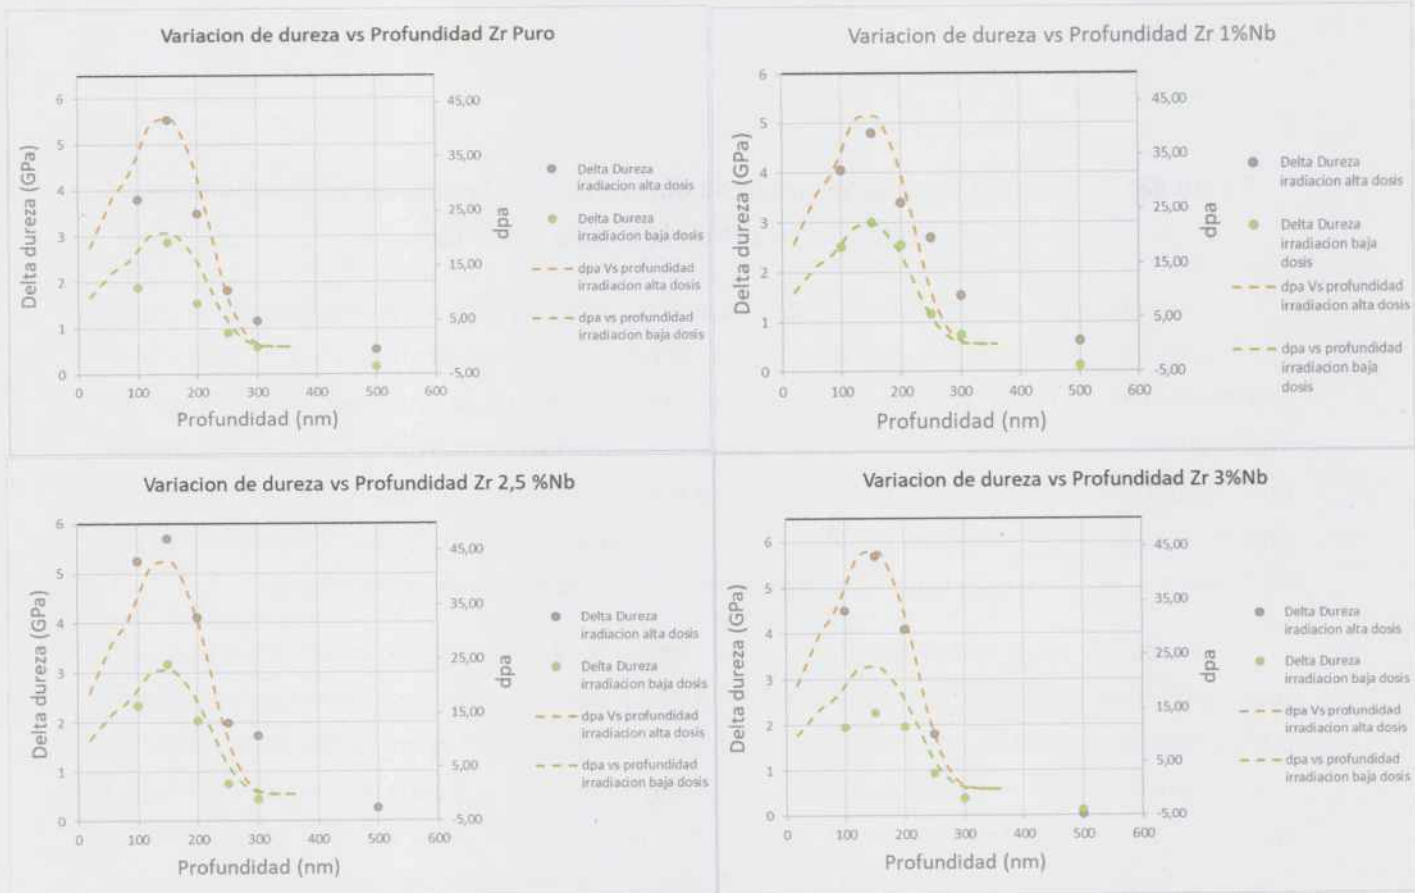 Variacion de dureza vs Profundidad Zr Puro
Delta dureza (GPa)
6
5
4
3
2
1
0
45,00
35,00
25,00
15,00
5,00
-5,00
dpa
0 100 200 300 400 500 600
Profundidad (nm)
Delta Dureza
iradiacion alta dosis
Delta Dureza
irradiacion baja dosis
dpa Vs profundidad
irradiacion alta dosis
dpa vs profundidad
irradiacion baja dosis
Variacion de dureza vs Profundidad Zr 1%Nb
Delta dureza (GPa)
6
5
4
3
2
1
0
45,00
35,00
25,00
15,00
5,00
-5,00
dpa
0 100 200 300 400 500 600
Profundidad (nm)
Delta Dureza
iradiacion alta dosis
Delta Dureza
irradiacion baja
dosis
dpa Vs profundidad
irradiacion alta dosis
dpa vs profundidad
irradiacion baja
dosis
Variacion de dureza vs Profundidad Zr 2,5 %Nb
Delta dureza (GPa)
6
5
4
3
2
1
0
45,00
35,00
25,00
15,00
5,00
-5,00
dpa
0 100 200 300 400 500 600
Profundidad (nm)
Delta Dureza
iradiacion alta dosis
Delta Dureza
irradiacion baja dosis
dpa Vs profundidad
irradiacion alta dosis
dpa vs profundidad
irradiacion baja dosis
Variacion de dureza vs Profundidad Zr 3%Nb
Delta dureza (GPa)
6
5
4
3
2
1
0
45,00
35,00
25,00
15,00
5,00
-5,00
dpa
0 100 200 300 400 500 600
Profundidad (nm)
Delta Dureza
iradiacion alta dosis
Delta Dureza
irradiacion baja dosis
dpa Vs profundidad
irradiacion alta dosis
dpa vs profundidad
irradiacion baja dosis